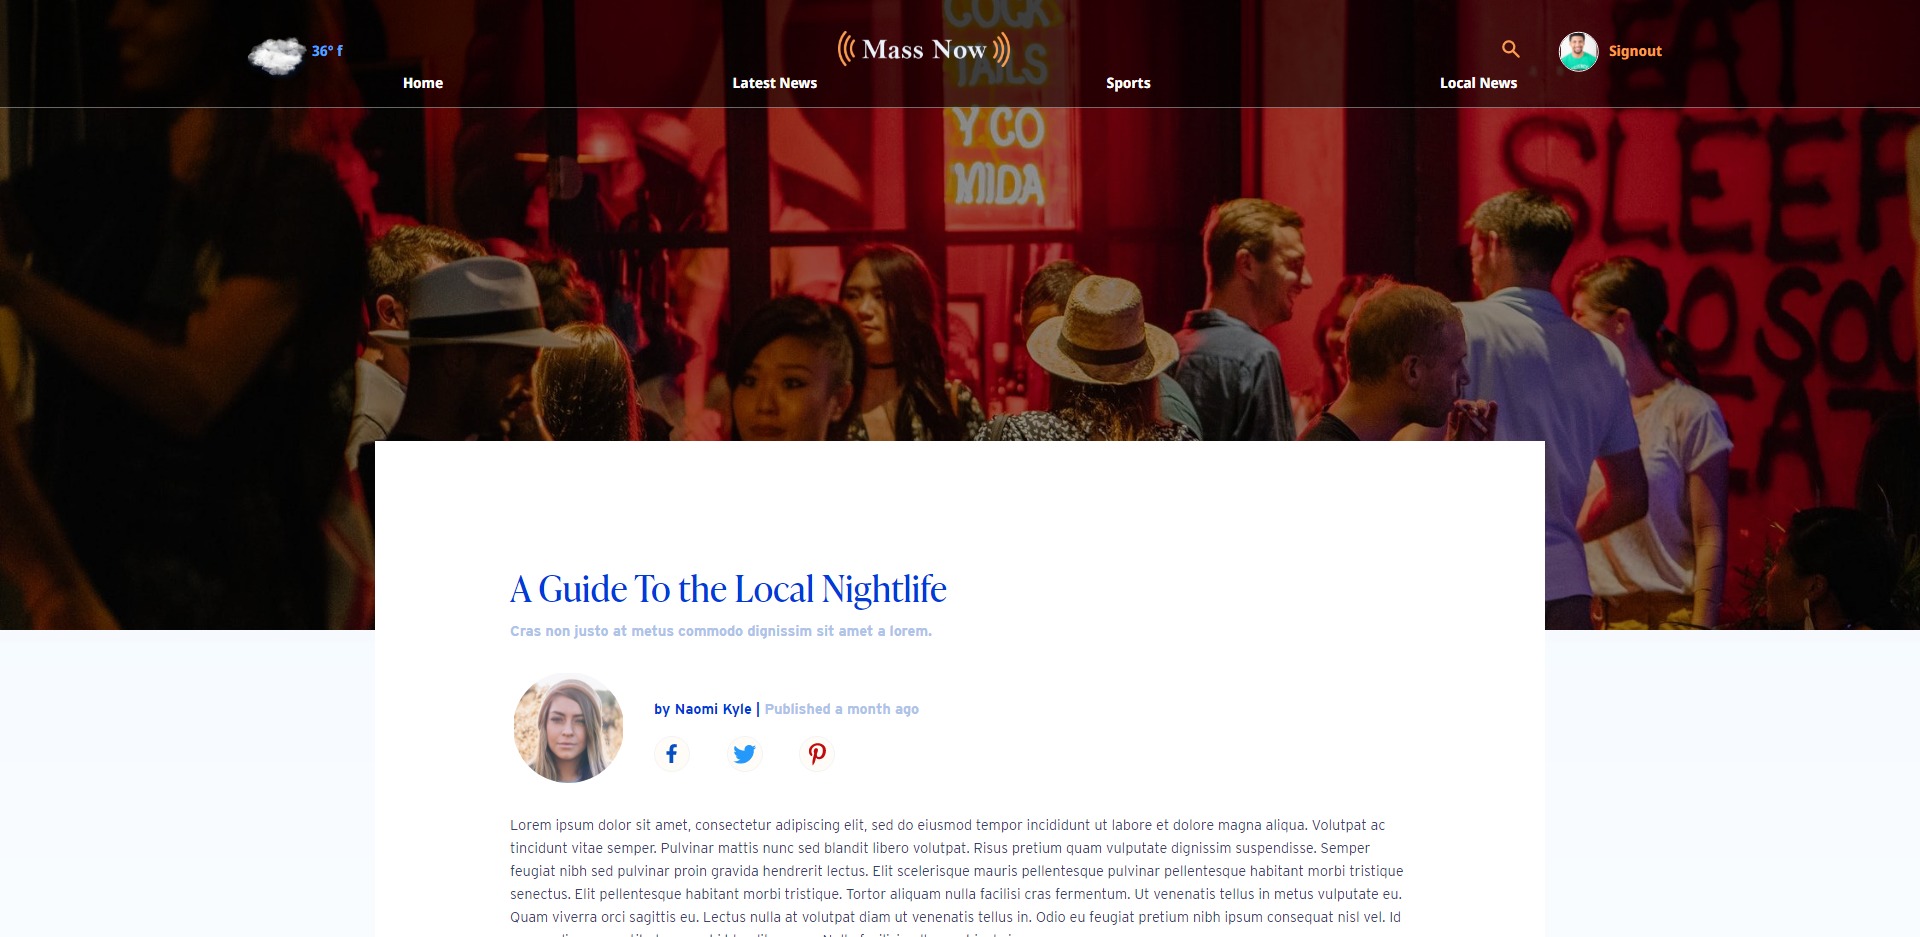 36° f
Mass Now
Signout
Home
Latest News
Sports
Local News
COCK
TAILS
Y CO
MIDA
EAT
SLEEP
A Guide To the Local Nightlife
Cras non justo at metus commodo dignissim sit amet a lorem.
by Naomi Kyle | Published a month ago
Lorem ipsum dolor sit amet, consectetur adipiscing elit, sed do eiusmod tempor incididunt ut labore et dolore magna aliqua. Volutpat ac
tincidunt vitae semper. Pulvinar mattis nunc sed blandit libero volutpat. Risus pretium quam vulputate dignissim suspendisse. Semper
feugiat nibh sed pulvinar proin gravida hendrerit lectus. Elit scelerisque mauris pellentesque pulvinar pellentesque habitant morbi tristique
senectus. Elit pellentesque habitant morbi tristique. Tortor aliquam nulla facilisi cras fermentum. Ut venenatis tellus in metus vulputate eu.
Quam viverra orci sagittis eu. Lectus nulla at volutpat diam ut venenatis tellus in. Odio eu feugiat pretium nibh ipsum consequat nisl vel. Id